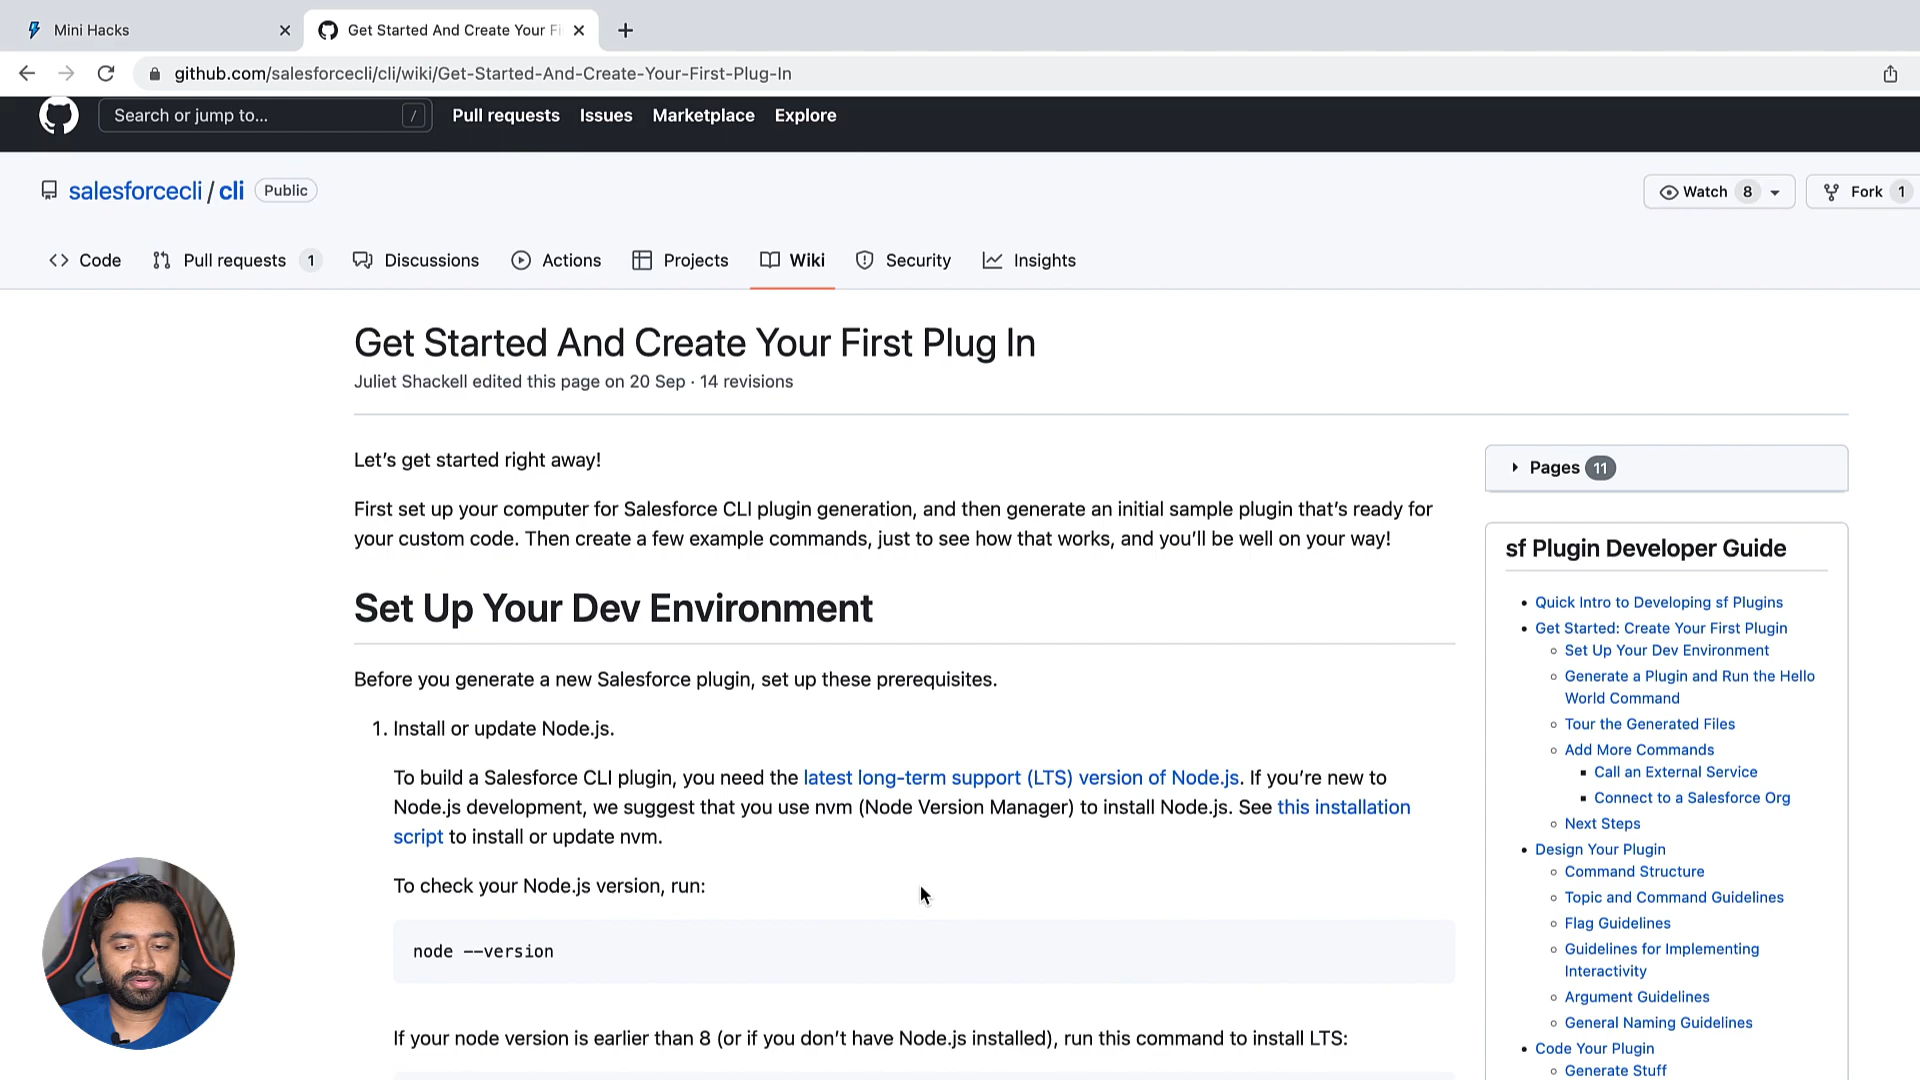 Mini Hacks
Get Started And Create Your Fi
github.com/salesforcecli/cli/wiki/Get-Started-And-Create-Your-First-Plug-In
Search or jump to... /
Pull requests Issues Marketplace Explore
salesforcecli / cli Public
Watch 8
Fork 1
Code
Pull requests 1
Discussions
Actions
Projects
Wiki
Security
Insights
Get Started And Create Your First Plug In
Juliet Shackell edited this page on 20 Sep · 14 revisions
Let’s get started right away!
First set up your computer for Salesforce CLI plugin generation, and then generate an initial sample plugin that’s ready for
your custom code. Then create a few example commands, just to see how that works, and you’ll be well on your way!
Set Up Your Dev Environment
Before you generate a new Salesforce plugin, set up these prerequisites.
1. Install or update Node.js.
To build a Salesforce CLI plugin, you need the latest long-term support (LTS) version of Node.js. If you’re new to
Node.js development, we suggest that you use nvm (Node Version Manager) to install Node.js. See this installation
script to install or update nvm.
To check your Node.js version, run:
node --version
If your node version is earlier than 8 (or if you don’t have Node.js installed), run this command to install LTS:
Pages 11
sf Plugin Developer Guide
Quick Intro to Developing sf Plugins
Get Started: Create Your First Plugin
Set Up Your Dev Environment
Generate a Plugin and Run the Hello
World Command
Tour the Generated Files
Add More Commands
Call an External Service
Connect to a Salesforce Org
Next Steps
Design Your Plugin
Command Structure
Topic and Command Guidelines
Flag Guidelines
Guidelines for Implementing
Interactivity
Argument Guidelines
General Naming Guidelines
Code Your Plugin
Generate Stuff